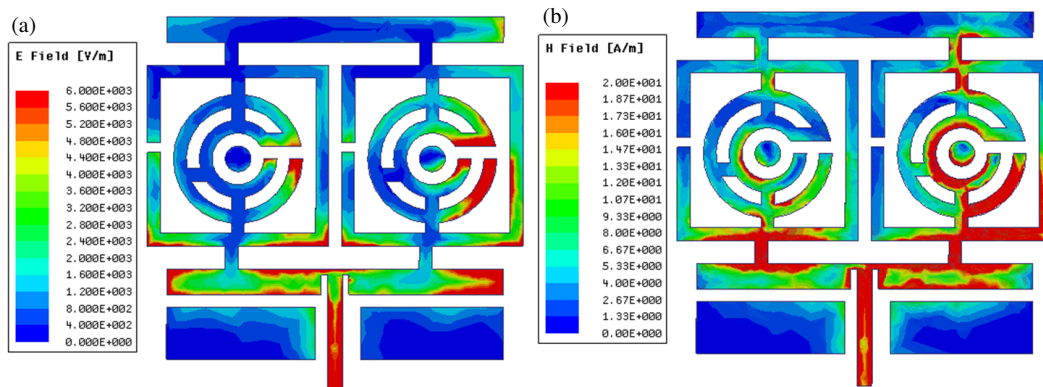 (a)
E Field [V/m]
6.000E+003
5.600E+003
5.200E+003
4.800E+003
4.400E+003
4.000E+003
3.600E+003
3.200E+003
2.800E+003
2.400E+003
2.000E+003
1.600E+003
1.200E+003
8.000E+002
4.000E+002
0.000E+000
(b)
H Field [A/m]
2.00E+001
1.87E+001
1.73E+001
1.60E+001
1.47E+001
1.33E+001
1.20E+001
1.07E+001
9.33E+000
8.00E+000
6.67E+000
5.33E+000
4.00E+000
2.67E+000
1.33E+000
0.00E+000